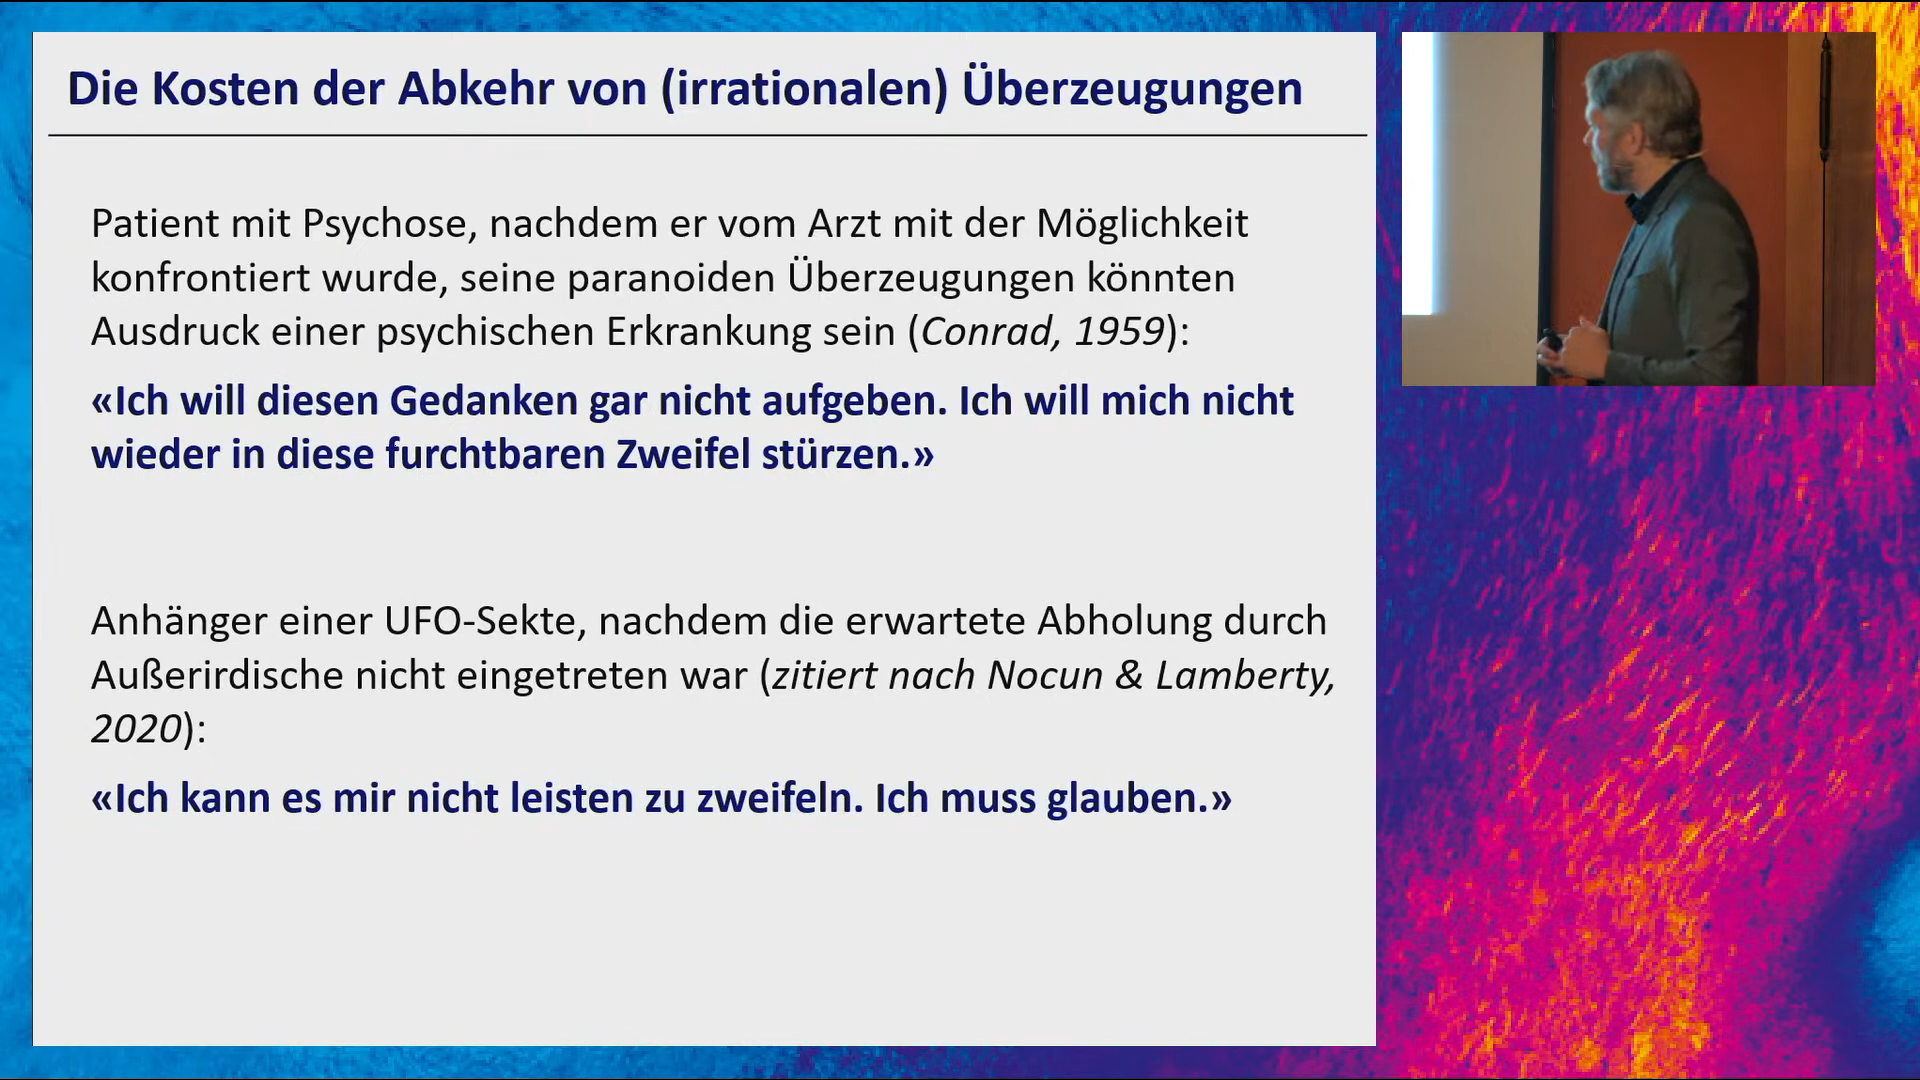 Die Kosten der Abkehr von (irrationalen) Überzeugungen
Patient mit Psychose, nachdem er vom Arzt mit der Möglichkeit
konfrontiert wurde, seine paranoiden Überzeugungen könnten
Ausdruck einer psychischen Erkrankung sein (Conrad, 1959):
«Ich will diesen Gedanken gar nicht aufgeben. Ich will mich nicht
wieder in diese furchtbaren Zweifel stürzen.»
Anhänger einer UFO-Sekte, nachdem die erwartete Abholung durch
Außerirdische nicht eingetreten war (zitiert nach Nocun & Lamberty,
2020):
«Ich kann es mir nicht leisten zu zweifeln. Ich muss glauben.»